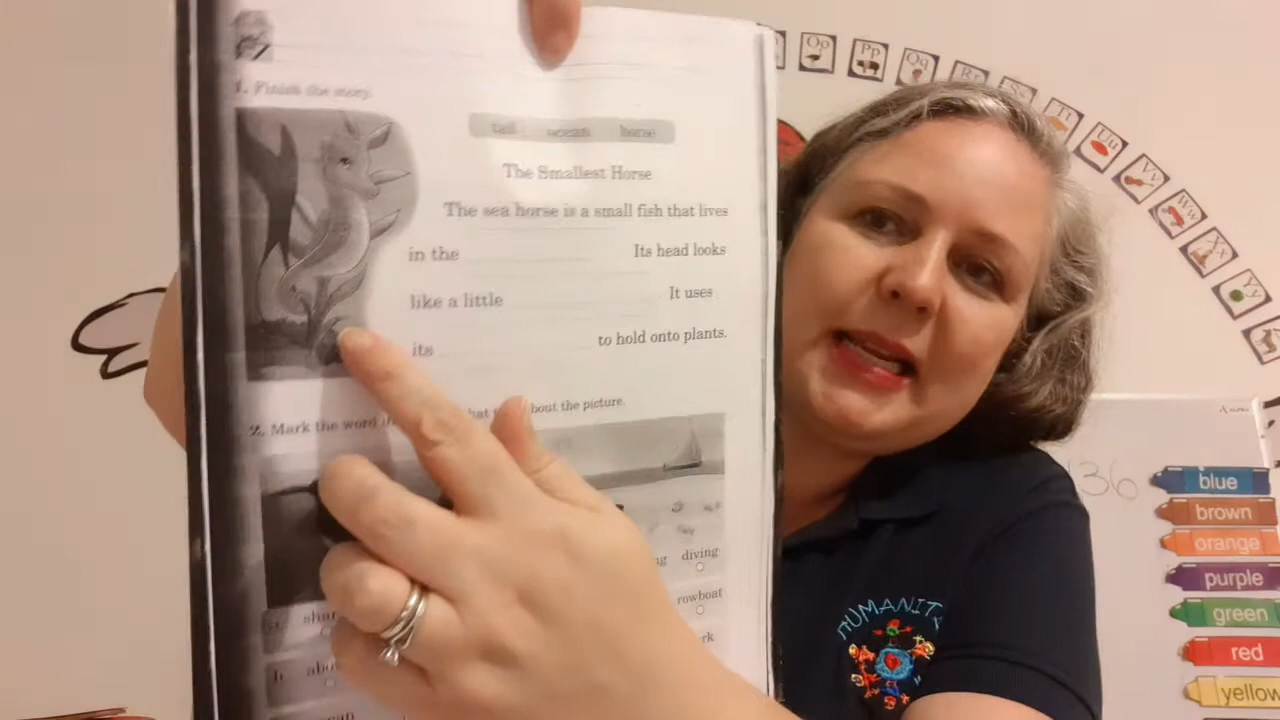 1. Finish the story.
tail ocean horse
The Smallest Horse
The sea horse is a small fish that lives
in the Its head looks
like a little It uses
its to hold onto plants.
2. Mark the word bout the picture.
diving
rowboat
HUMANITY
Oo
Pp
Qq
Rr
Ss
Tt
Uu
Vv
Ww
Xx
Yy
136
blue
brown
orange
purple
green
red
yellow